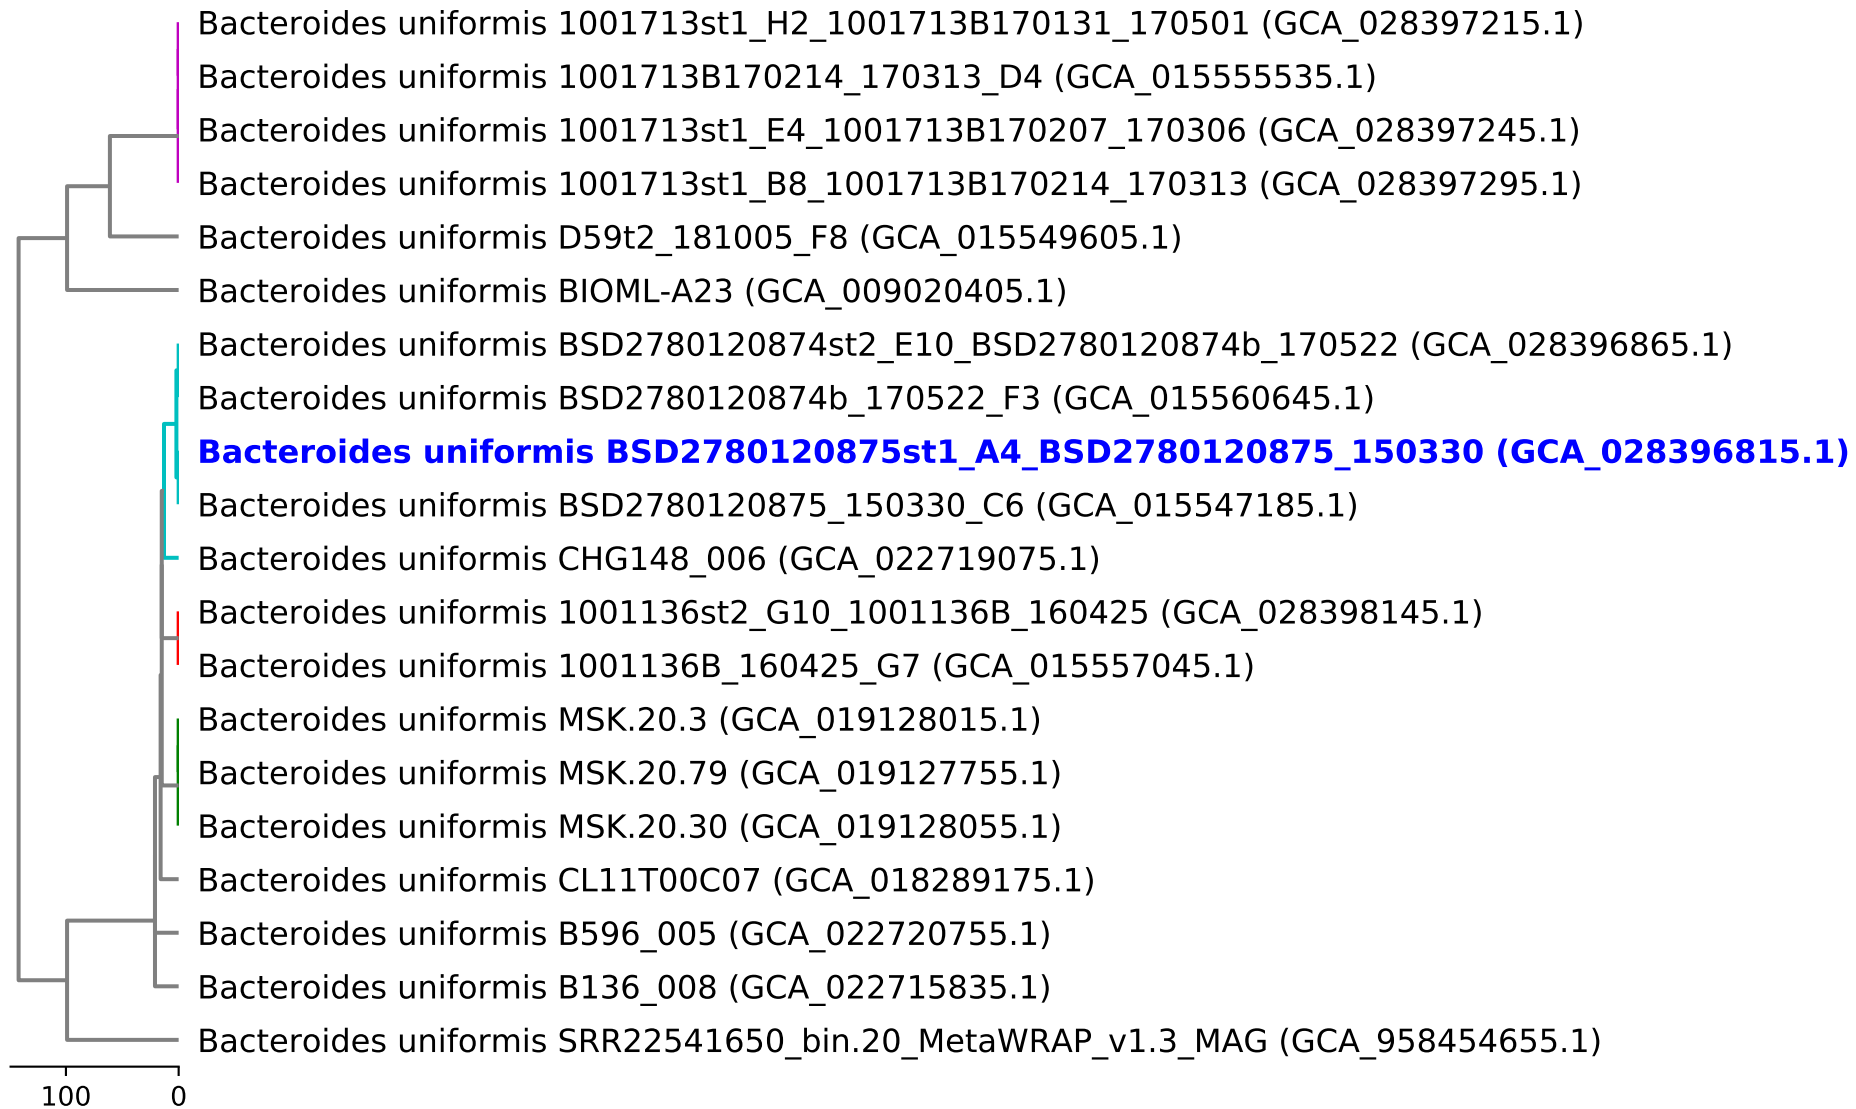 Bacteroides uniformis 1001713st1_H2_1001713B170131_170501 (GCA_028397215.1)
Bacteroides uniformis 1001713B170214_170313_D4 (GCA_015555535.1)
Bacteroides uniformis 1001713st1_E4_1001713B170207_170306 (GCA_028397245.1)
Bacteroides uniformis 1001713st1_B8_1001713B170214_170313 (GCA_028397295.1)
Bacteroides uniformis D59t2_181005_F8 (GCA_015549605.1)
Bacteroides uniformis BIOML-A23 (GCA_009020405.1)
Bacteroides uniformis BSD2780120874st2_E10_BSD2780120874b_170522 (GCA_028396865.1)
Bacteroides uniformis BSD2780120874b_170522_F3 (GCA_015560645.1)
Bacteroides uniformis BSD2780120875st1_A4_BSD2780120875_150330 (GCA_028396815.1)
Bacteroides uniformis BSD2780120875_150330_C6 (GCA_015547185.1)
Bacteroides uniformis CHG148_006 (GCA_022719075.1)
Bacteroides uniformis 1001136st2_G10_1001136B_160425 (GCA_028398145.1)
Bacteroides uniformis 1001136B_160425_G7 (GCA_015557045.1)
Bacteroides uniformis MSK.20.3 (GCA_019128015.1)
Bacteroides uniformis MSK.20.79 (GCA_019127755.1)
Bacteroides uniformis MSK.20.30 (GCA_019128055.1)
Bacteroides uniformis CL11T00C07 (GCA_018289175.1)
Bacteroides uniformis B596_005 (GCA_022720755.1)
Bacteroides uniformis B136_008 (GCA_022715835.1)
Bacteroides uniformis SRR22541650_bin.20_MetaWRAP_v1.3_MAG (GCA_958454655.1)
100 0